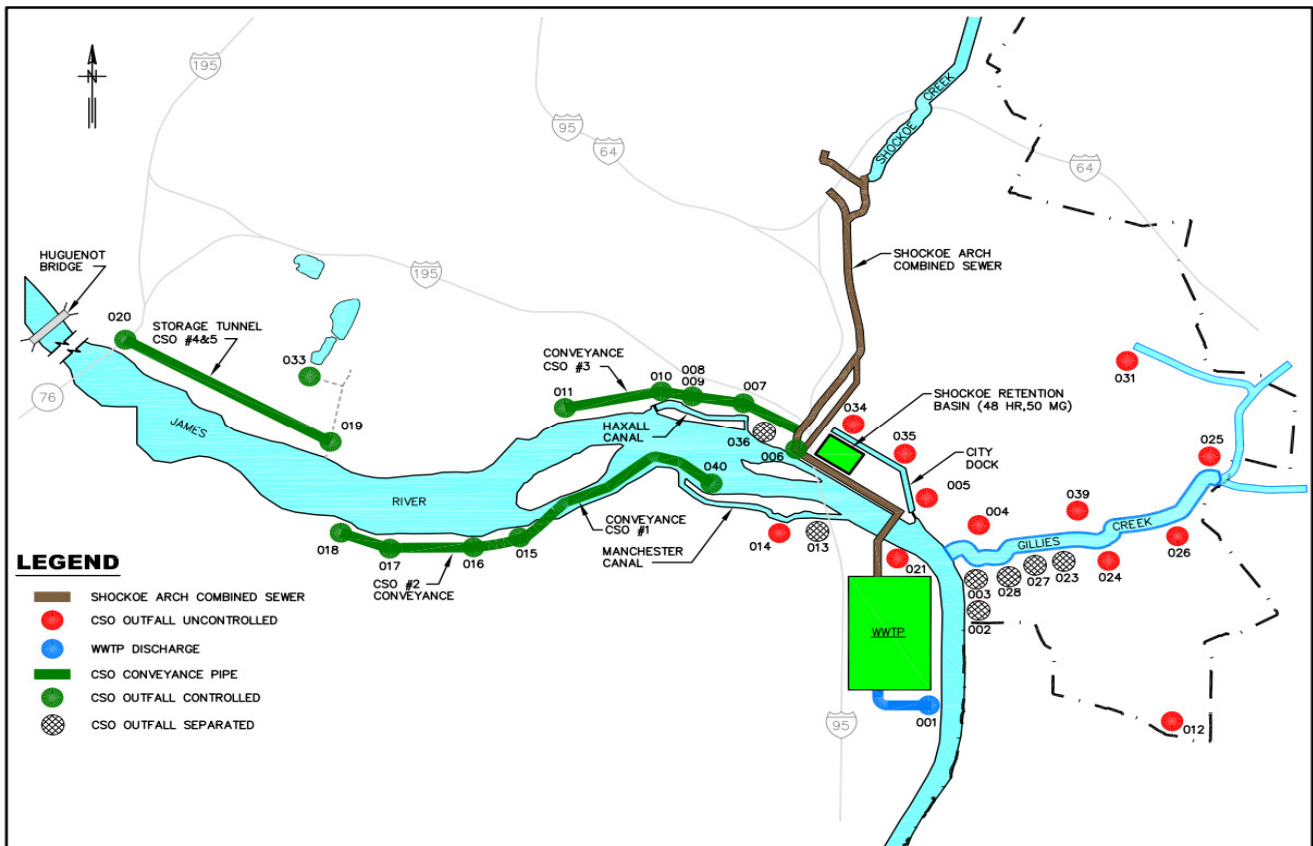 195
N
95
64
SHOCKOE CREEK
64
HUGUENOT
BRIDGE
020
STORAGE TUNNEL
CSO #4&5
033
195
SHOCKOE ARCH
COMBINED SEWER
76
JAMES
RIVER
019
CONVEYANCE
CSO #3
011
010
008
009
007
HAXALL
CANAL
036
006
034
SHOCKOE RETENTION
BASIN (48 HR,50 MG)
035
CITY
DOCK
005
031
025
040
CONVEYANCE
CSO #1
MANCHESTER
CANAL
014
013
021
004
039
GILLIES
CREEK
026
024
023
027
028
003
002
018
017
016
015
CSO #2
CONVEYANCE
WWTP
001
95
012
LEGEND
SHOCKOE ARCH COMBINED SEWER
CSO OUTFALL UNCONTROLLED
WWTP DISCHARGE
CSO CONVEYANCE PIPE
CSO OUTFALL CONTROLLED
CSO OUTFALL SEPARATED